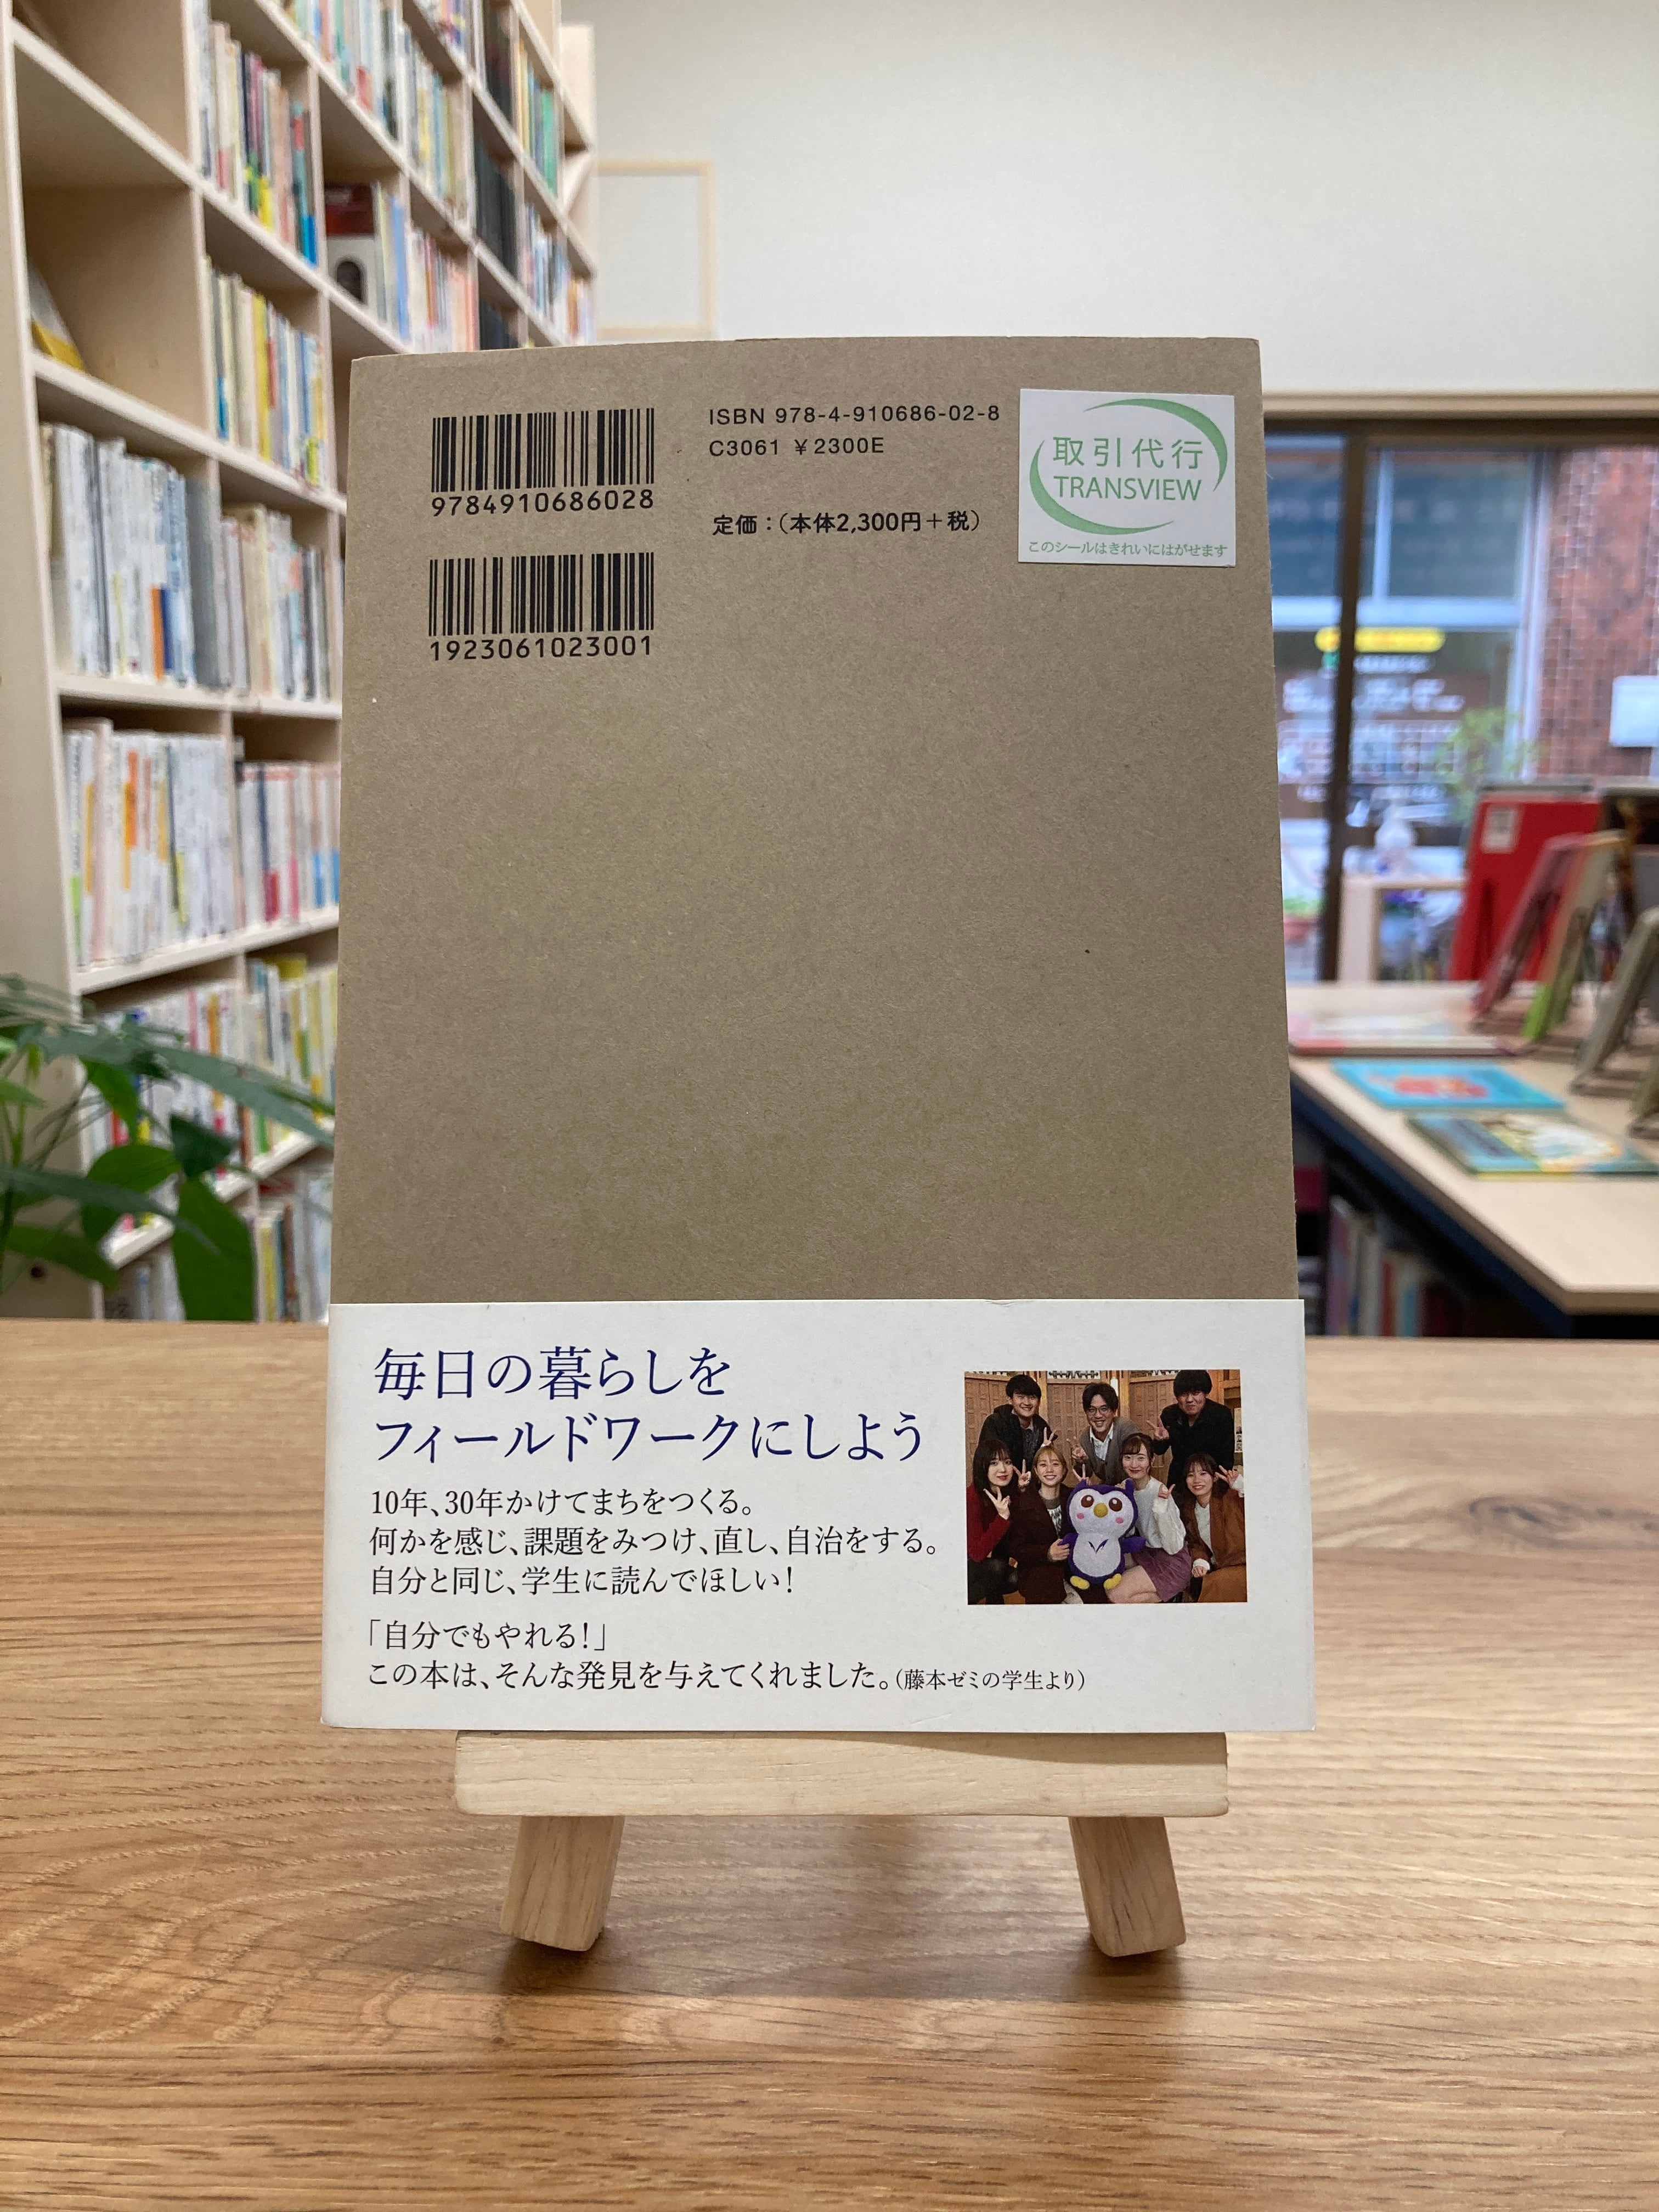 9784910686028
ISBN 978-4-910686-02-8
C3061 ￥2300E
定価：（本体2,300円＋税）
1923061023001
取引代行
TRANSVIEW
このシールはきれいにはがせます
毎日の暮らしを
フィールドワークにしよう
10年、30年かけてまちをつくる。
何かを感じ、課題をみつけ、直し、自治をする。
自分と同じ、学生に読んでほしい！
「自分でもやれる！」
この本は、そんな発見を与えてくれました。（藤本ゼミの学生より）